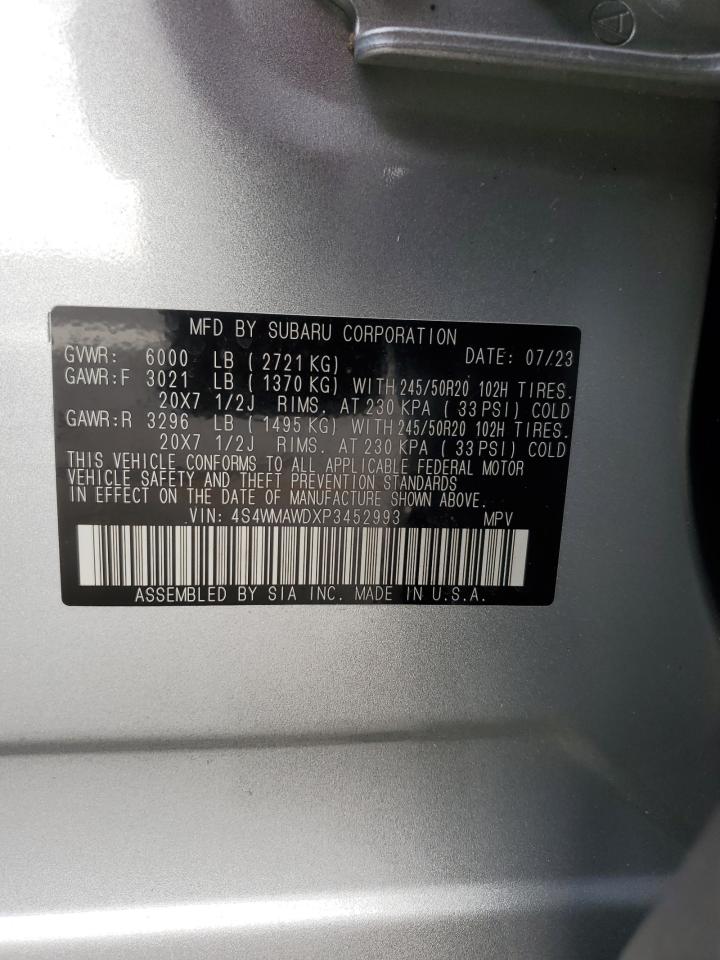 A
MFD BY SUBARU CORPORATION
GVWR: 6000 LB (2721KG) DATE: 07/23
GAWR:F 3021 LB (1370 KG) WITH 245/50R20 102H TIRES.
20X7 1/2J RIMS. AT 230 KPA (33 PSI) COLD
GAWR:R 3296 LB (1495 KG) WITH 245/50R20 102H TIRES.
20X7 1/2J RIMS. AT 230 KPA (33 PSI) COLD
THIS VEHICLE CONFORMS TO ALL APPLICABLE FEDERAL MOTOR
VEHICLE SAFETY AND THEFT PREVENTION STANDARDS
IN EFFECT ON THE DATE OF MANUFACTURE SHOWN ABOVE.
VIN: 4S4WMAWDXP3452993 MPV
ASSEMBLED BY SIA INC. MADE IN U.S.A.